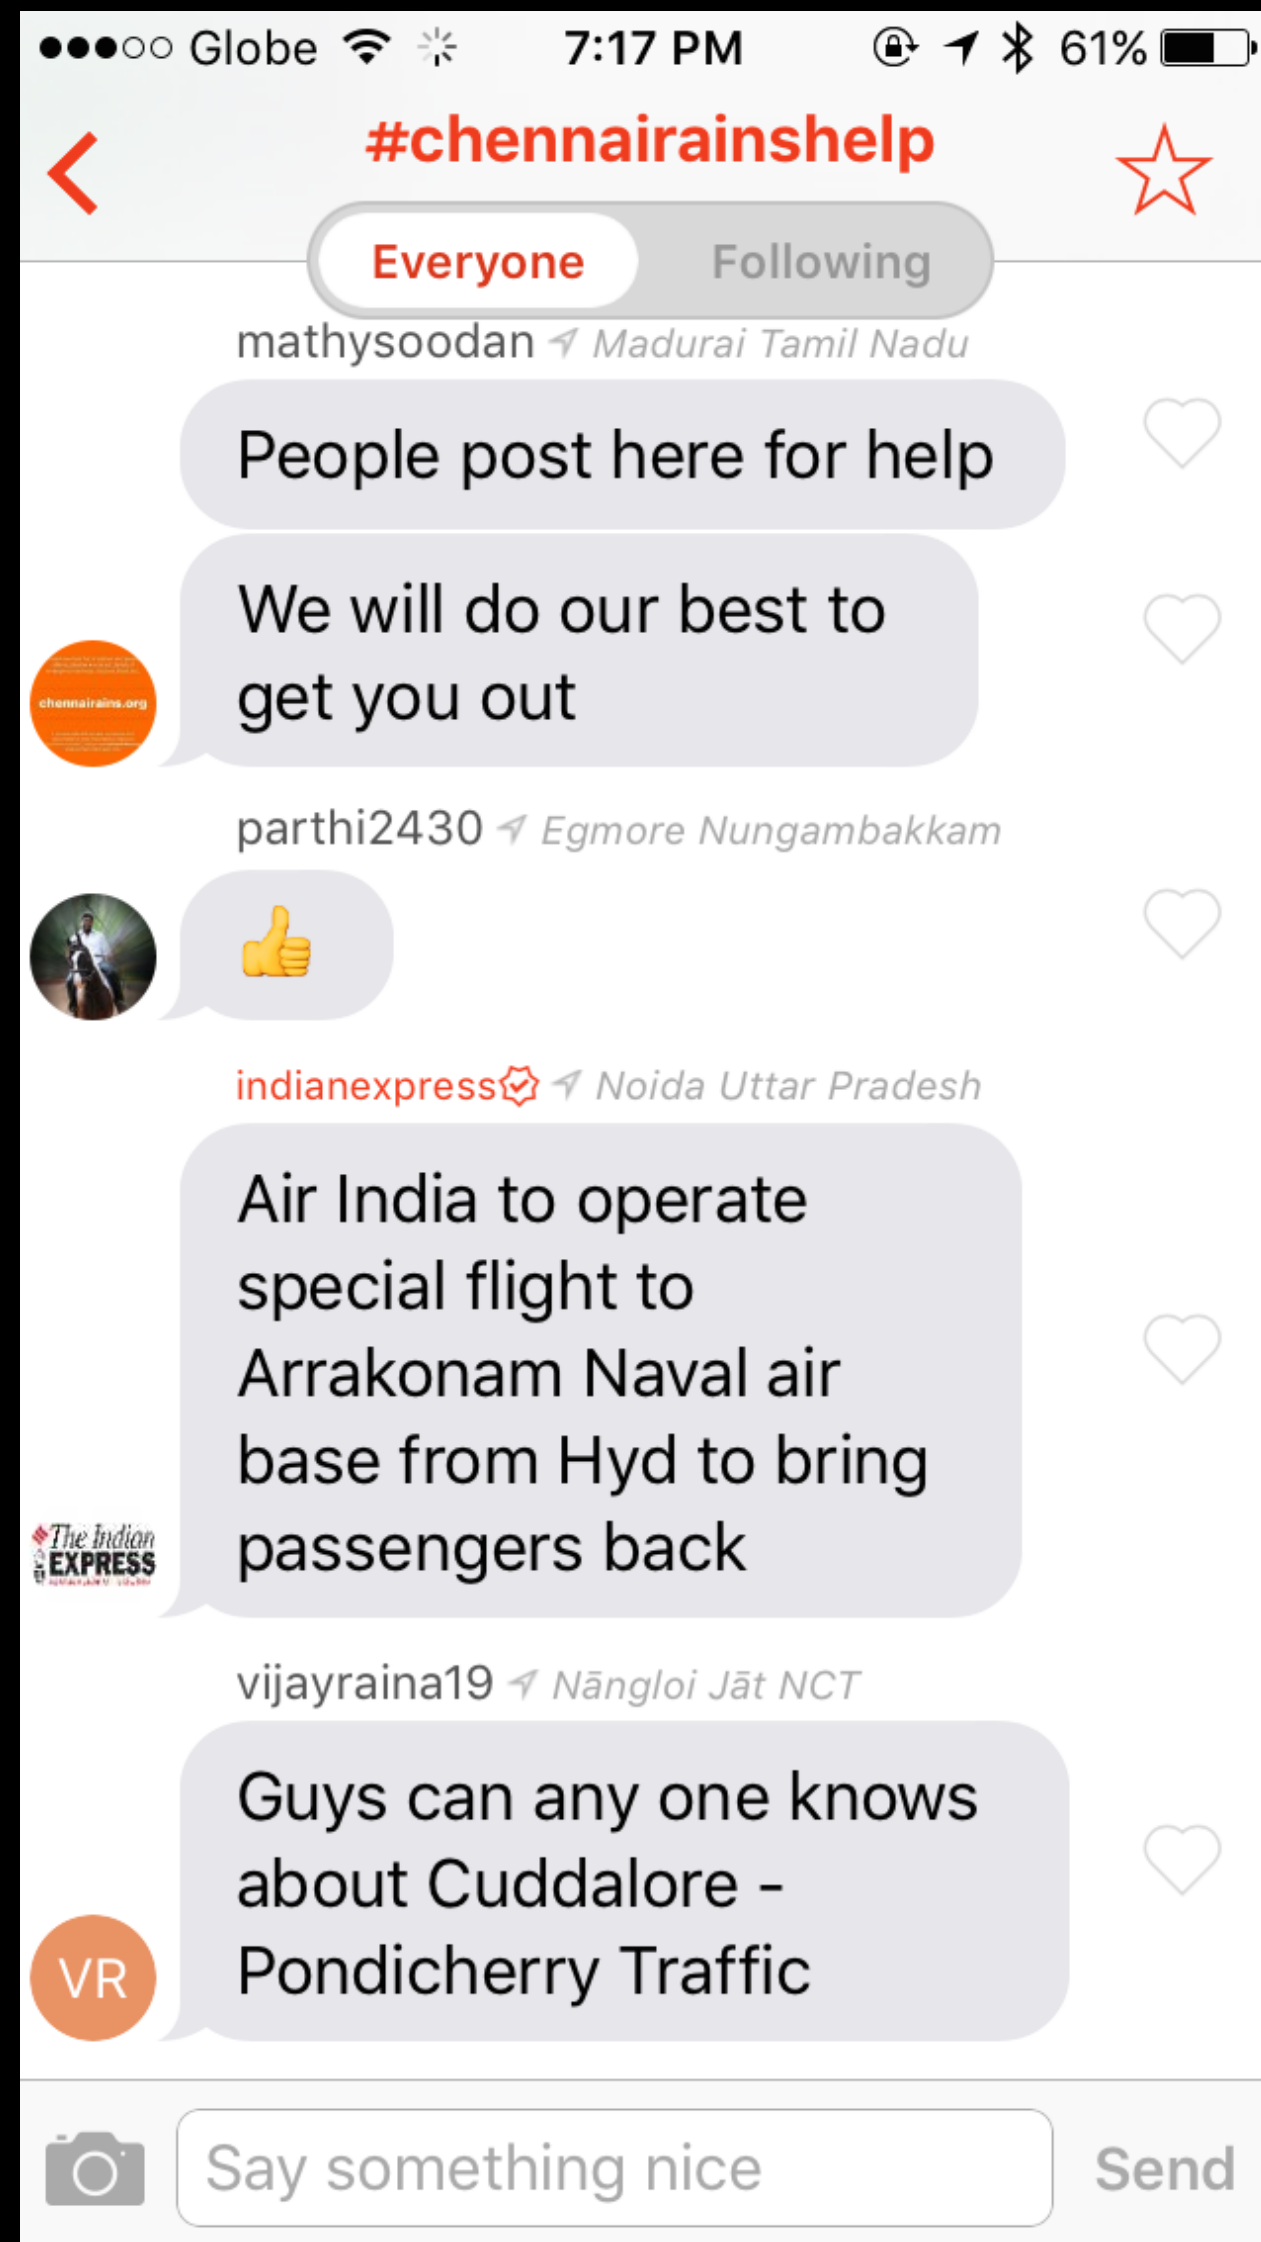 Globe 7:17 PM 61%
#chennairainshelp
Everyone Following
mathysoodan Madurai Tamil Nadu
People post here for help
We will do our best to
get you out
chennairains.org
parthi2430 Egmore Nungambakkam
👍
indianexpress Noida Uttar Pradesh
Air India to operate
special flight to
Arrakonam Naval air
base from Hyd to bring
passengers back
The Indian
EXPRESS
vijayraina19 Nāngloi Jāt NCT
Guys can any one knows
about Cuddalore -
Pondicherry Traffic
VR
Say something nice Send